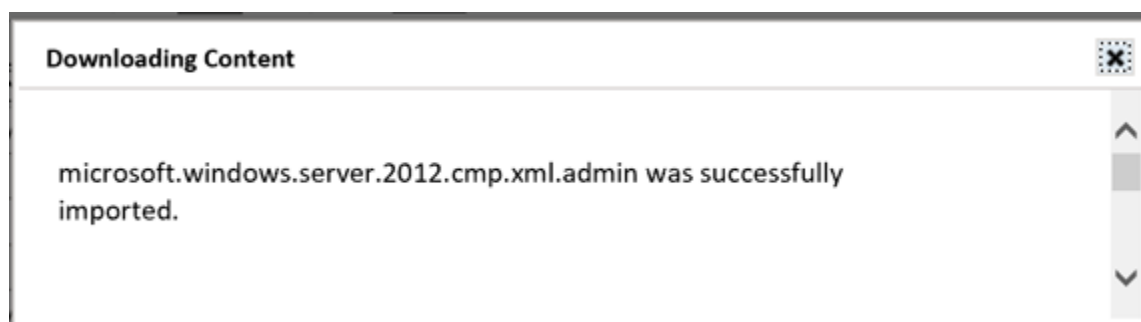 Downloading Content
microsoft.windows.server.2012.cmp.xml.admin was successfully
imported.